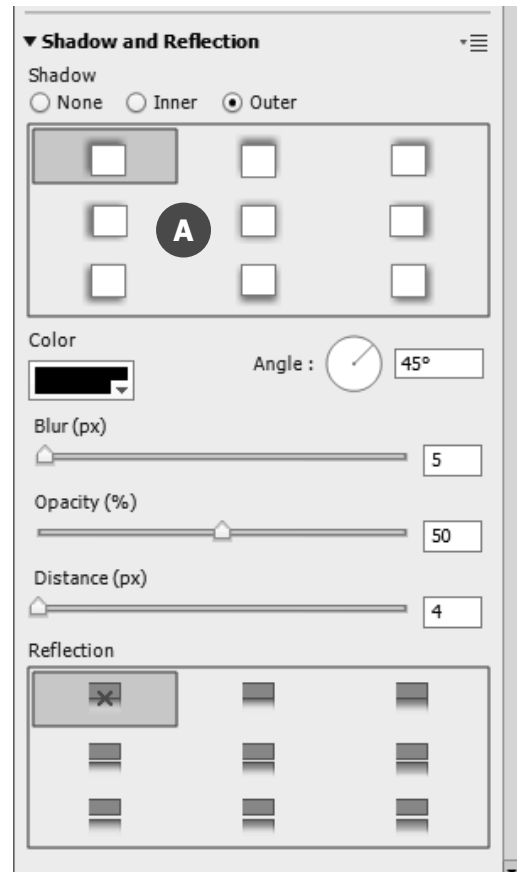 Shadow and Reflection
Shadow
None Inner Outer
A
Color
Angle : 45°
Blur (px)
5
Opacity (%)
50
Distance (px)
4
Reflection